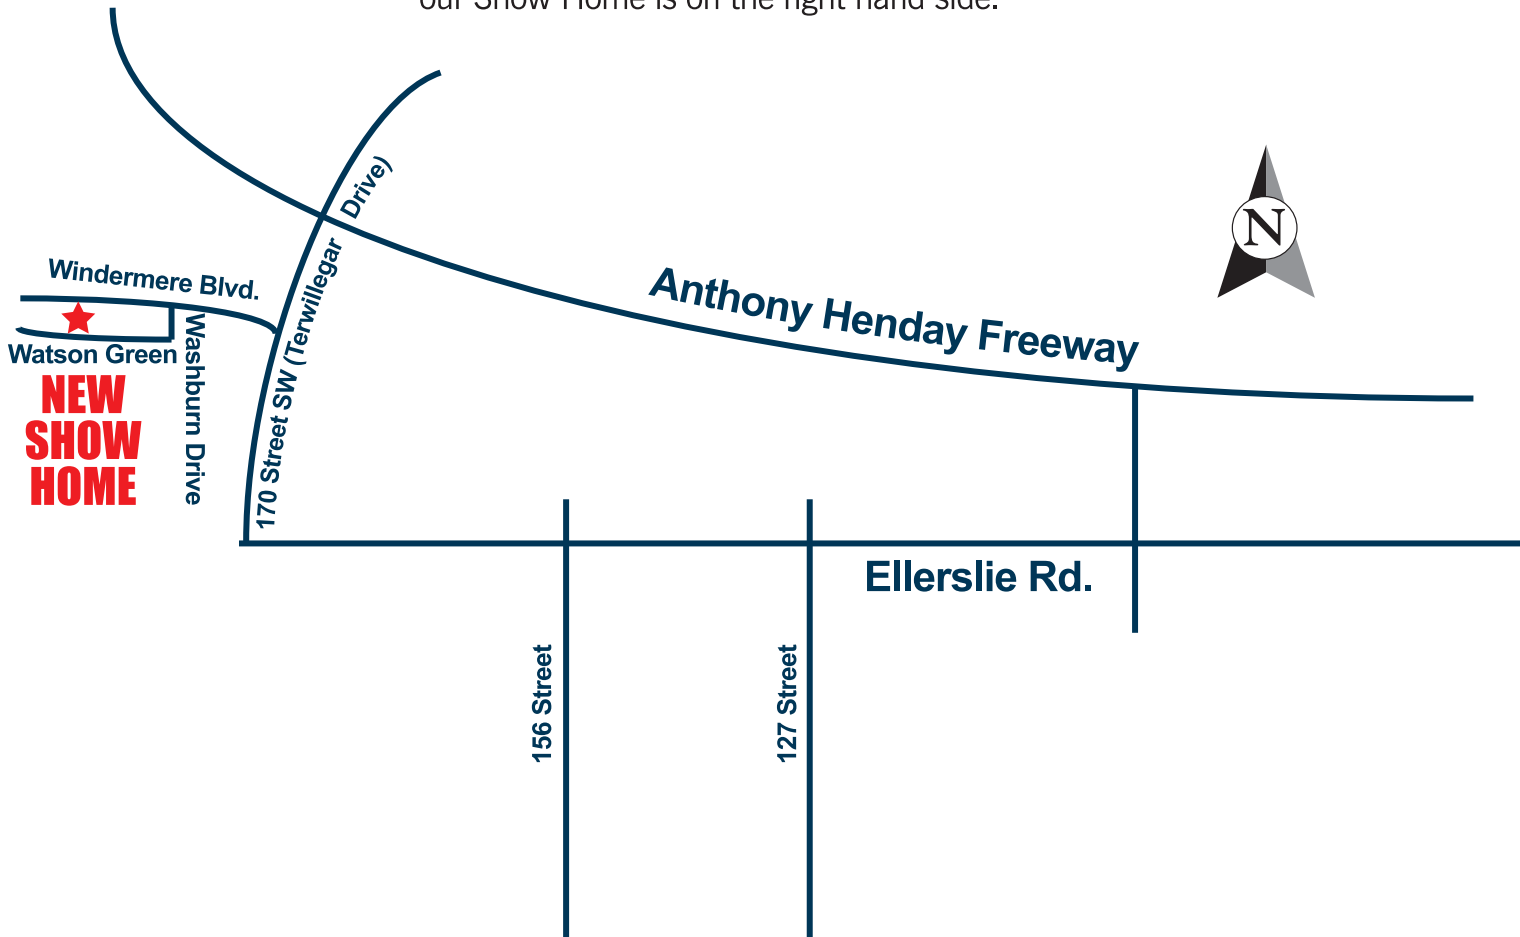 our Show Home is on the right hand side.
Drive)
N
Windermere Blvd.
170 Street SW (Terwillegar
Anthony Henday Freeway
Watson Green
Washburn Drive
NEW
SHOW
HOME
Ellerslie Rd.
156 Street
127 Street